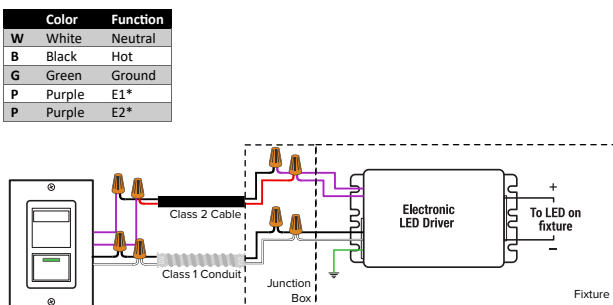 Color Function
W White Neutral
B Black Hot
G Green Ground
P Purple E1*
P Purple E2*
Class 2 Cable
Class 1 Conduit
Junction
Box
Electronic
LED Driver
+
To LED on
fixture
–
Fixture